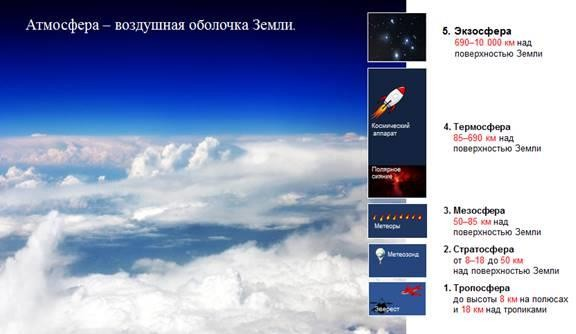 Атмосфера – воздушная оболочка Земли.
5. Экзосфера
690–10 000 км над
поверхностью Земли
Космический
аппарат
4. Термосфера
85–690 км над
поверхностью Земли
Полярное
сияние
3. Мезосфера
50–85 км над
поверхностью Земли
Метеоры
2. Стратосфера
от 8–18 до 50 км
над поверхностью Земли
Метеозонд
1. Тропосфера
до высоты 8 км на полюсах
и 18 км над тропиками
Эверест